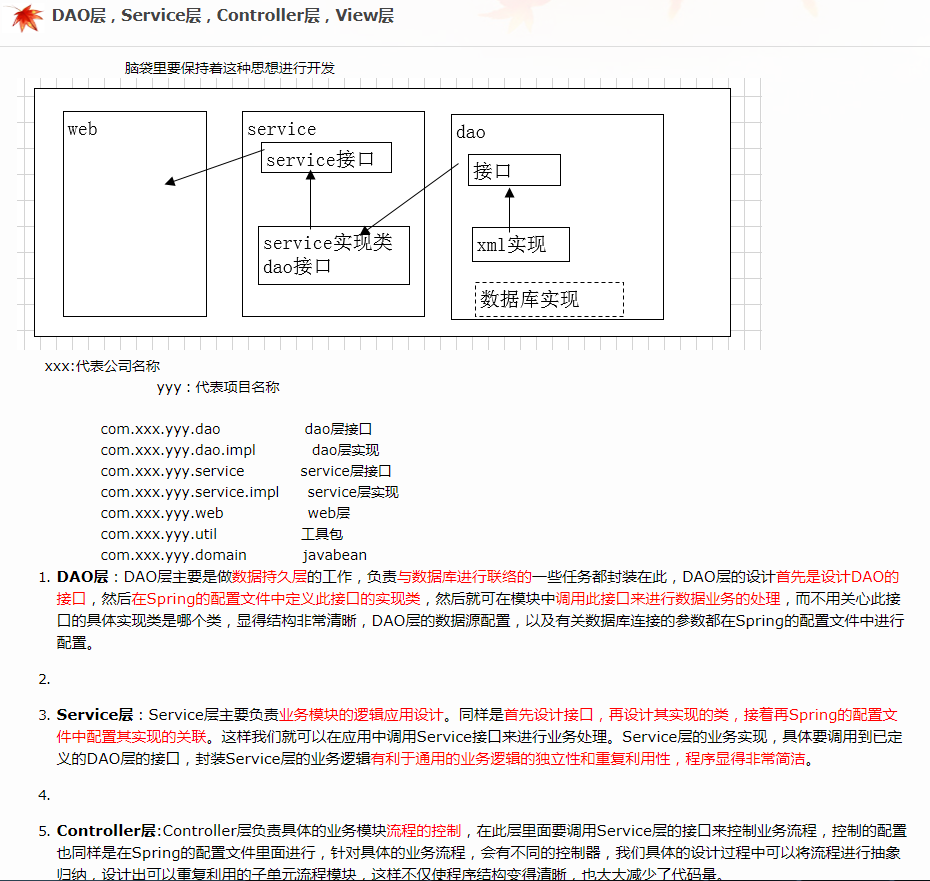 DAO层，Service层，Controller层，View层
脑袋里要保持着这种思想进行开发
web
service
service接口
service实现类
dao接口
dao
接口
xml实现
数据库实现
xxx:代表公司名称
yyy：代表项目名称
com.xxx.yyy.dao dao层接口
com.xxx.yyy.dao.impl dao层实现
com.xxx.yyy.service service层接口
com.xxx.yyy.service.impl service层实现
com.xxx.yyy.web web层
com.xxx.yyy.util 工具包
com.xxx.yyy.domain javabean
1. DAO层：DAO层主要是做数据持久层的工作，负责与数据库进行联络的一些任务都封装在此，DAO层的设计首先是设计DAO的
接口，然后在Spring的配置文件中定义此接口的实现类，然后就可在模块中调用此接口来进行数据业务的处理，而不用关心此接
口的具体实现类是哪个类，显得结构非常清晰，DAO层的数据源配置，以及有关数据库连接的参数都在Spring的配置文件中进行
配置。
2.
3. Service层：Service层主要负责业务模块的逻辑应用设计。同样是首先设计接口，再设计其实现的类，接着再Spring的配置文
件中配置其实现的关联。这样我们就可以在应用中调用Service接口来进行业务处理。Service层的业务实现，具体要调用到已定
义的DAO层的接口，封装Service层的业务逻辑有利于通用的业务逻辑的独立性和重复利用性，程序显得非常简洁。
4.
5. Controller层:Controller层负责具体的业务模块流程的控制，在此层里面要调用Service层的接口来控制业务流程，控制的配置
也同样是在Spring的配置文件里面进行，针对具体的业务流程，会有不同的控制器，我们具体的设计过程中可以将流程进行抽象
归纳，设计出可以重复利用的子单元流程模块，这样不仅使程序结构变得清晰，也大大减少了代码量。